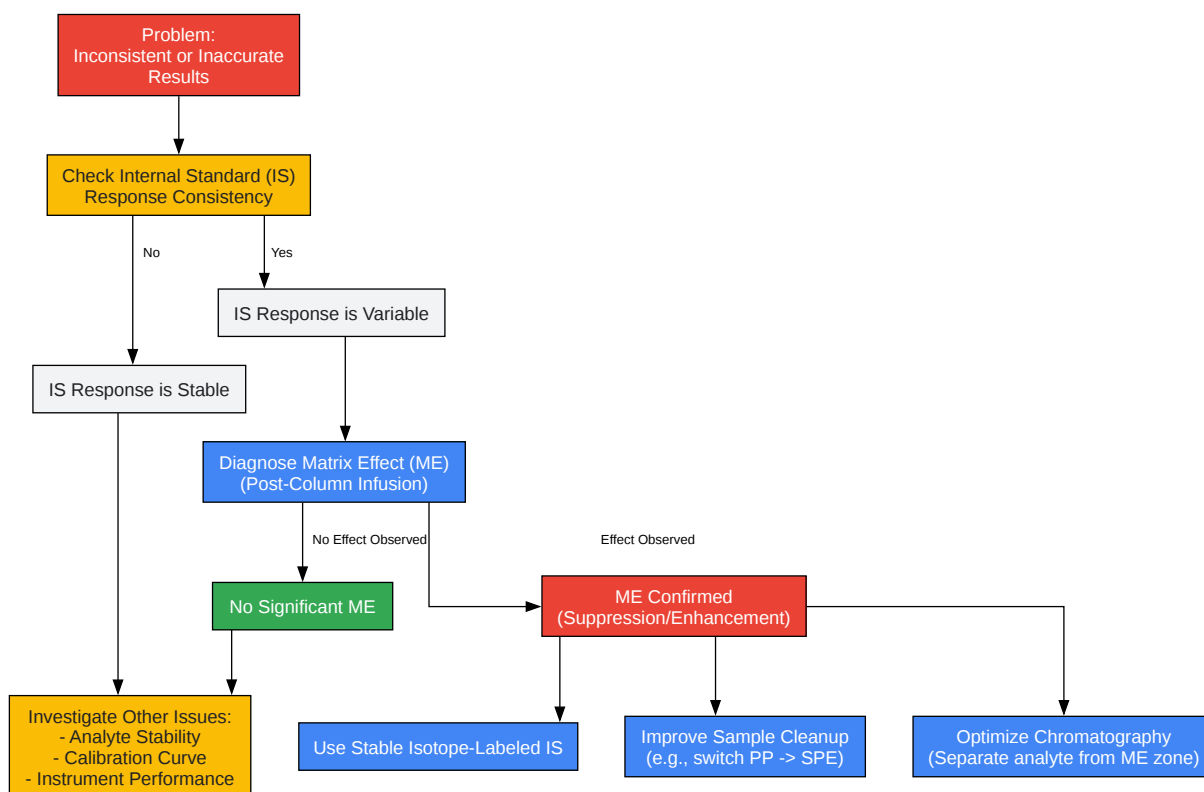 Problem:
Inconsistent or Inaccurate
Results
Check Internal Standard (IS)
Response Consistency
No
Yes
IS Response is Variable
IS Response is Stable
Diagnose Matrix Effect (ME)
(Post-Column Infusion)
No Effect Observed
Effect Observed
No Significant ME
ME Confirmed
(Suppression/Enhancement)
Investigate Other Issues:
- Analyte Stability
- Calibration Curve
- Instrument Performance
Use Stable Isotope-Labeled IS
Improve Sample Cleanup
(e.g., switch PP -> SPE)
Optimize Chromatography
(Separate analyte from ME zone)